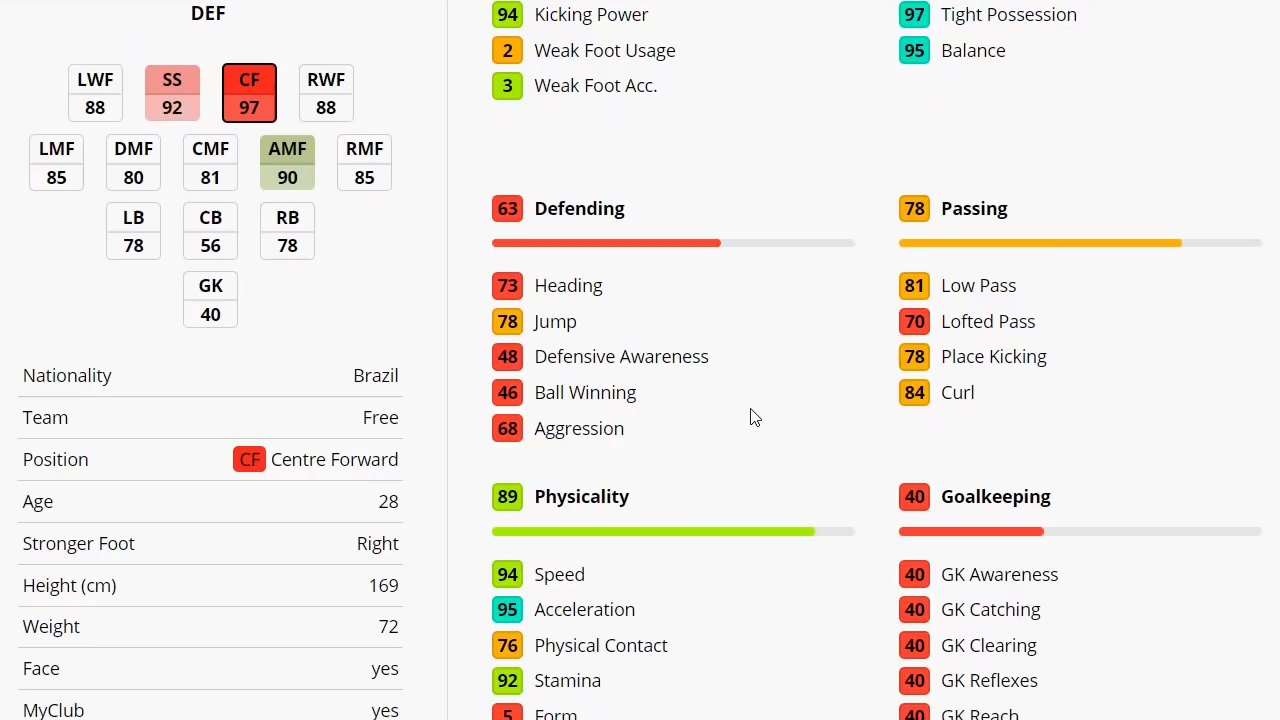 DEF
LWF SS CF RWF
88 92 97 88
LMF DMF CMF AMF RMF
85 80 81 90 85
LB CB RB
78 56 78
GK
40
Nationality Brazil
Team Free
Position CF Centre Forward
Age 28
Stronger Foot Right
Height (cm) 169
Weight 72
Face yes
MyClub yes
94 Kicking Power
2 Weak Foot Usage
3 Weak Foot Acc.
97 Tight Possession
95 Balance
63 Defending
73 Heading
78 Jump
48 Defensive Awareness
46 Ball Winning
68 Aggression
78 Passing
81 Low Pass
70 Lofted Pass
78 Place Kicking
84 Curl
89 Physicality
94 Speed
95 Acceleration
76 Physical Contact
92 Stamina
5 Form
40 Goalkeeping
40 GK Awareness
40 GK Catching
40 GK Clearing
40 GK Reflexes
40 GK Reach